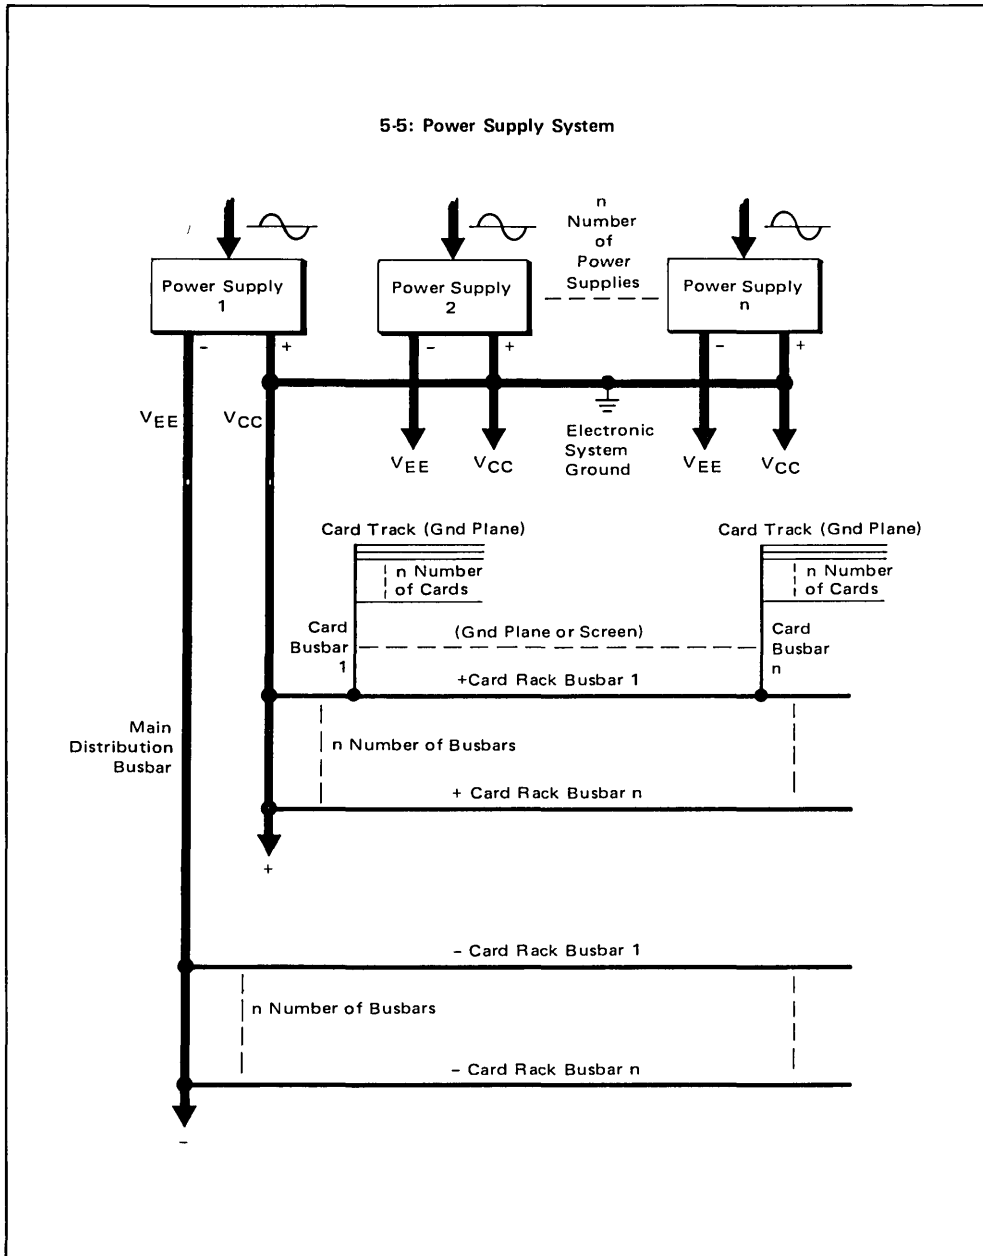 5-5: Power Supply System
n
Number
of
Power
Supplies
Power Supply
1
Power Supply
2
Power Supply
n
- +
- +
- +
VEE VCC
Electronic
System
Ground
VEE VCC
VEE VCC
Card Track (Gnd Plane)
Card Track (Gnd Plane)
n Number
of Cards
n Number
of Cards
Card
Busbar
1
(Gnd Plane or Screen)
Card
Busbar
n
+Card Rack Busbar 1
Main
Distribution
Busbar
n Number of Busbars
+ Card Rack Busbar n
+
- Card Rack Busbar 1
n Number of Busbars
- Card Rack Busbar n
-